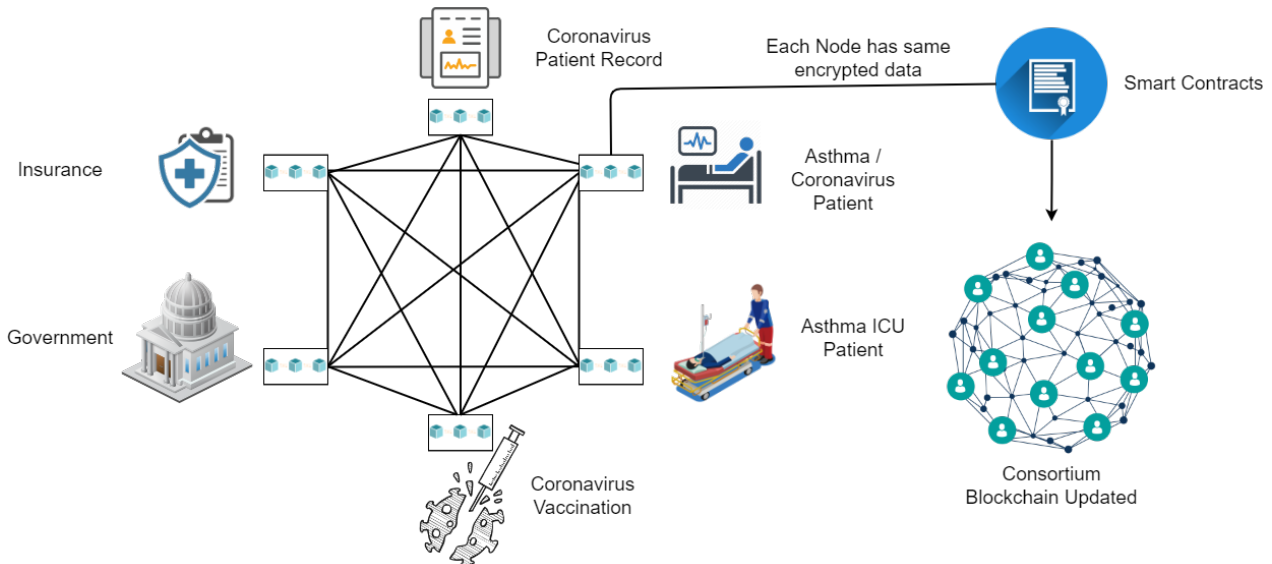 Coronavirus
Patient Record
Each Node has same
encrypted data
Smart Contracts
Insurance
Asthma /
Coronavirus
Patient
Government
Asthma ICU
Patient
Coronavirus
Vaccination
Consortium
Blockchain Updated